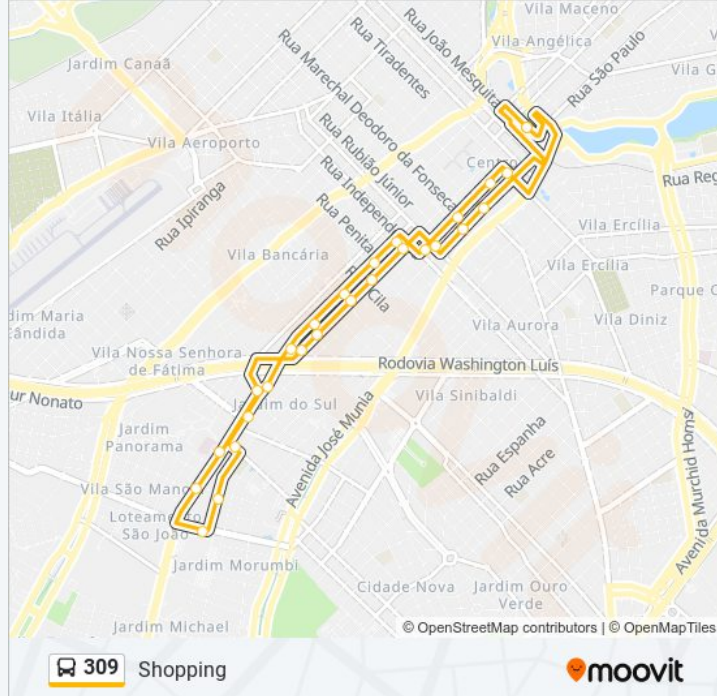 Vila Maceno
Rua João Mesquita
Vila Angélica
Rua Tiradentes
Rua São Paulo
Jardim Canaã
Rua Marechal Deodoro da Fonseca
Vila G
Vila Itália
Vila Aeroporto
Rua Rubião Júnior
Centro
Rua Independ
Rua Reg
Rua Ipiranga
Rua Penita
Vila Ercília
Vila Bancária
Vila Ercília
Cila
Parque C
dim Maria
Cândida
Vila Aurora
Vila Diniz
Vila Nossa Senhora
de Fátima
Rodovia Washington Luís
ur Nonato
Jardim do Sul
Vila Sinibaldi
Avenida José Munia
Jardim
Panorama
Rua Espanha
Rua Acre
Avenida Murchid Homsi
Vila São Mano
Loteamento
São João
Jardim Morumbi
Cidade Nova
Jardim Ouro
Verde
Jardim Michael
© OpenStreetMap contributors | © OpenMapTiles
309 Shopping
moovit